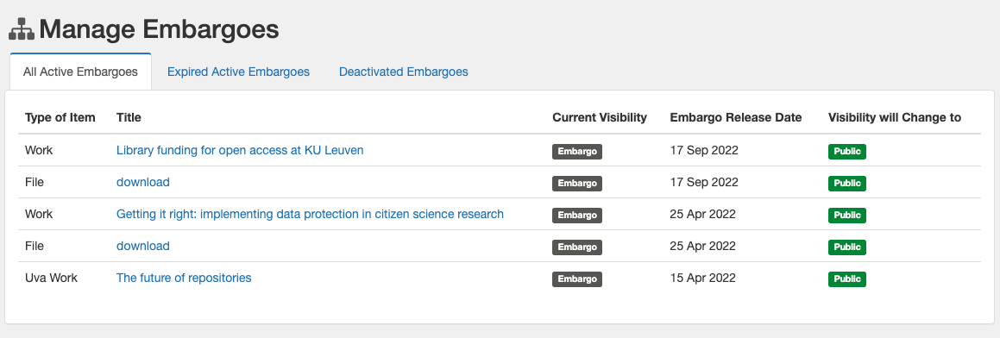 Manage Embargoes
All Active Embargoes Expired Active Embargoes Deactivated Embargoes
Type of Item Title Current Visibility Embargo Release Date Visibility will Change to
Work Library funding for open access at KU Leuven Embargo 17 Sep 2022 Public
File download Embargo 17 Sep 2022 Public
Work Getting it right: implementing data protection in citizen science research Embargo 25 Apr 2022 Public
File download Embargo 25 Apr 2022 Public
Uva Work The future of repositories Embargo 15 Apr 2022 Public